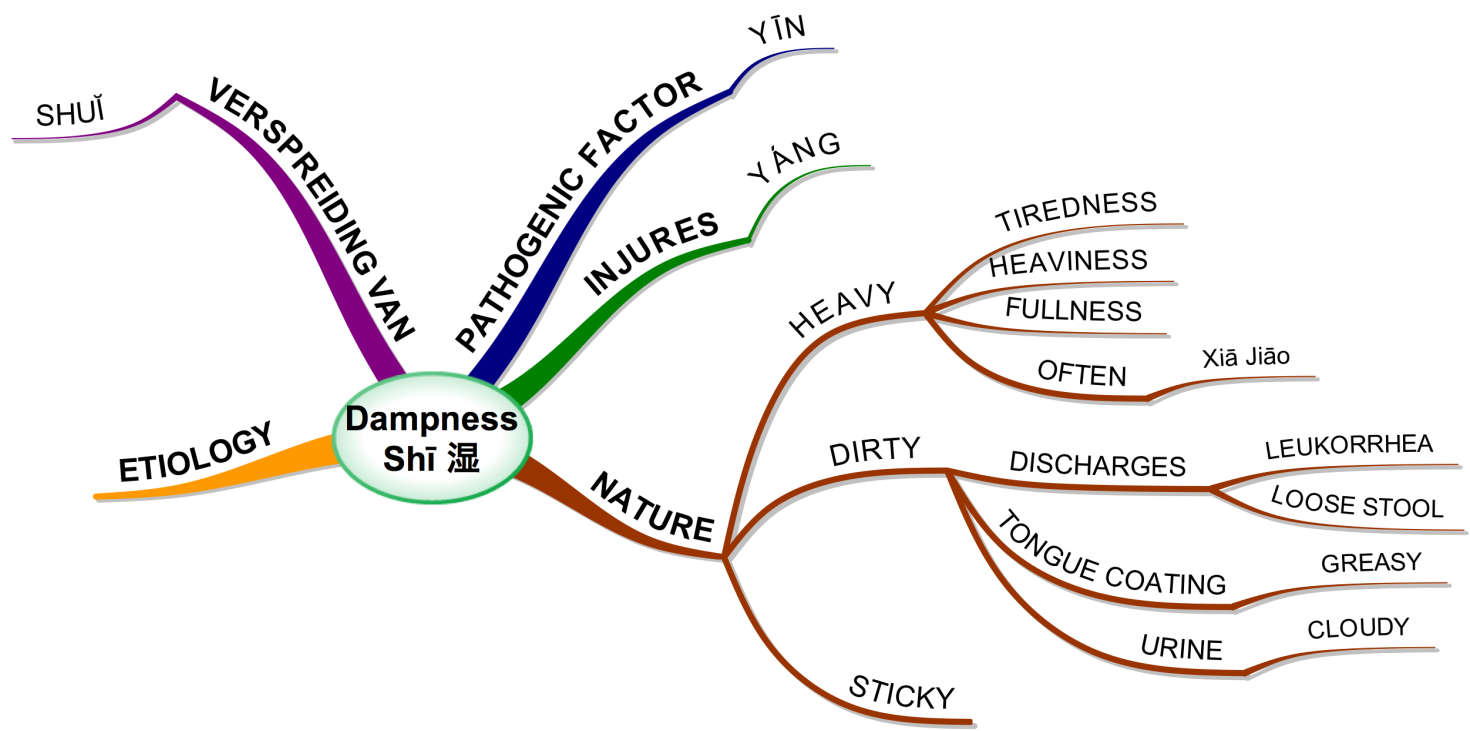 Dampness
Shī 湿
PATHOGENIC FACTOR
YĪN
INJURES
YÁNG
NATURE
HEAVY
TIREDNESS
HEAVINESS
FULLNESS
OFTEN
Xiā Jiāo
DIRTY
DISCHARGES
LEUKORRHEA
LOOSE STOOL
TONGUE COATING
GREASY
URINE
CLOUDY
STICKY
ETIOLOGY
VERSPREIDING VAN
SHUĬ